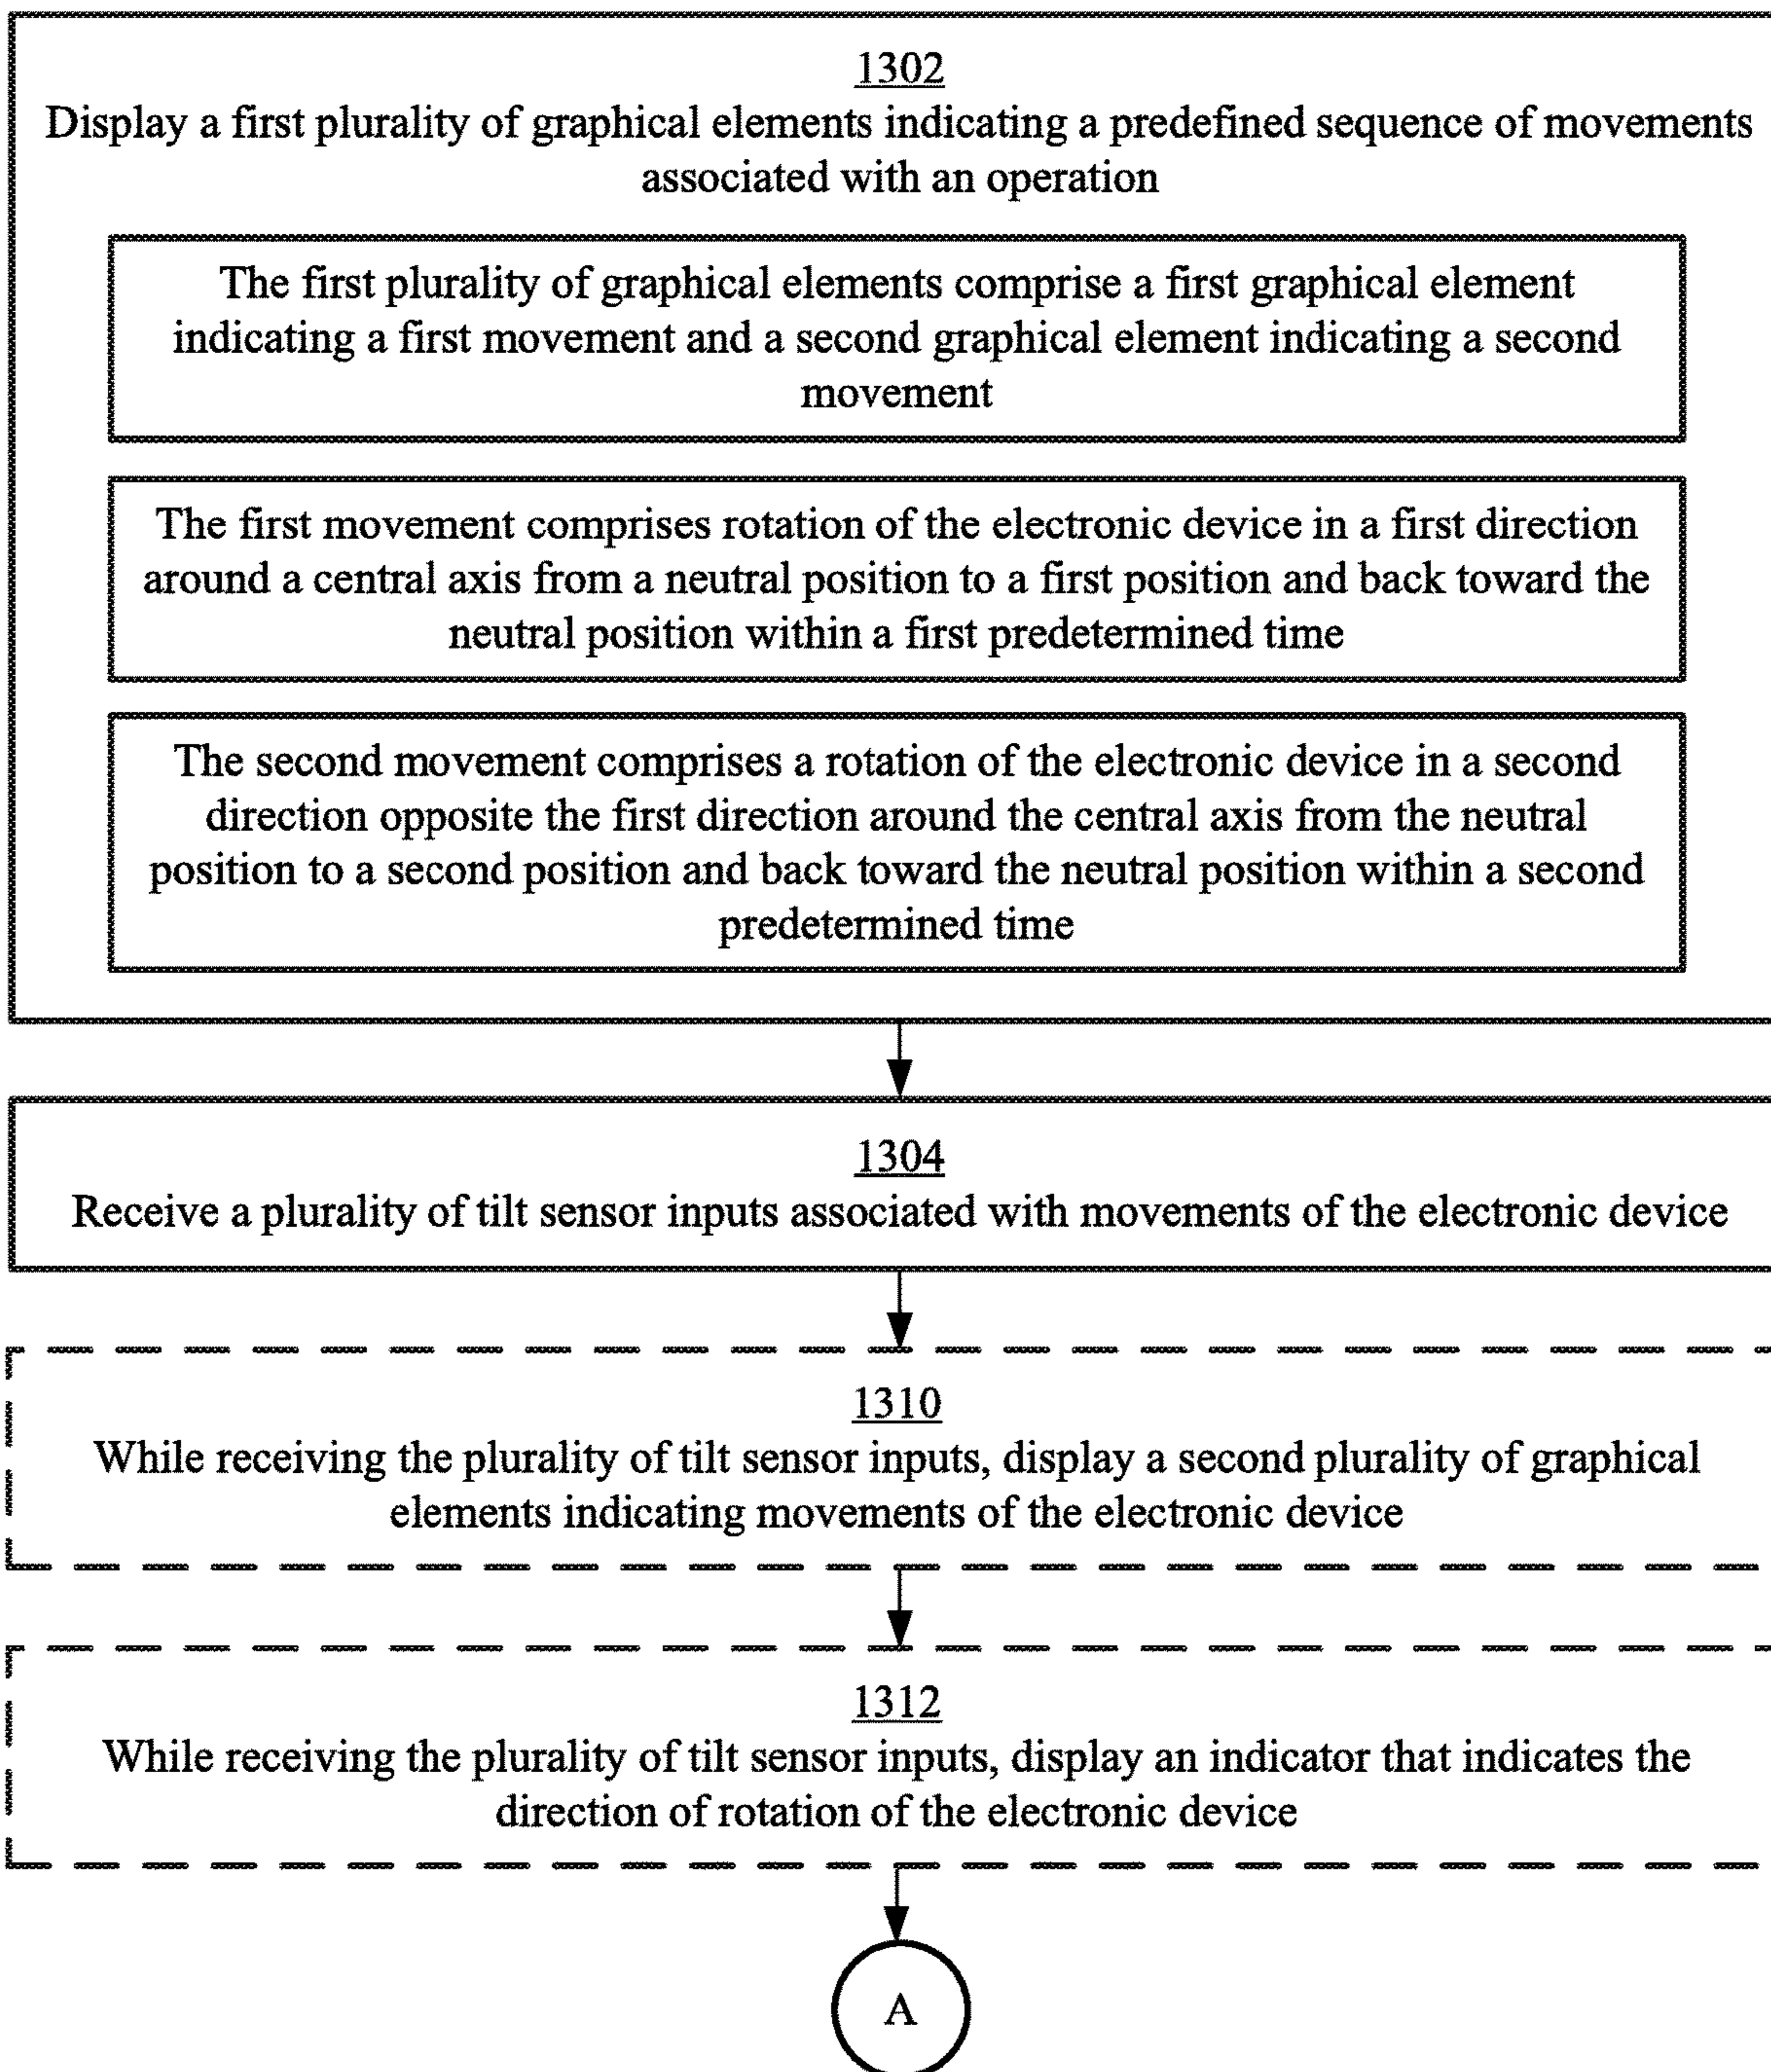 1302
Display a first plurality of graphical elements indicating a predefined sequence of movements
associated with an operation
The first plurality of graphical elements comprise a first graphical element
indicating a first movement and a second graphical element indicating a second
movement
The first movement comprises rotation of the electronic device in a first direction
around a central axis from a neutral position to a first position and back toward the
neutral position within a first predetermined time
The second movement comprises a rotation of the electronic device in a second
direction opposite the first direction around the central axis from the neutral
position to a second position and back toward the neutral position within a second
predetermined time
1304
Receive a plurality of tilt sensor inputs associated with movements of the electronic device
1310
While receiving the plurality of tilt sensor inputs, display a second plurality of graphical
elements indicating movements of the electronic device
1312
While receiving the plurality of tilt sensor inputs, display an indicator that indicates the
direction of rotation of the electronic device
A